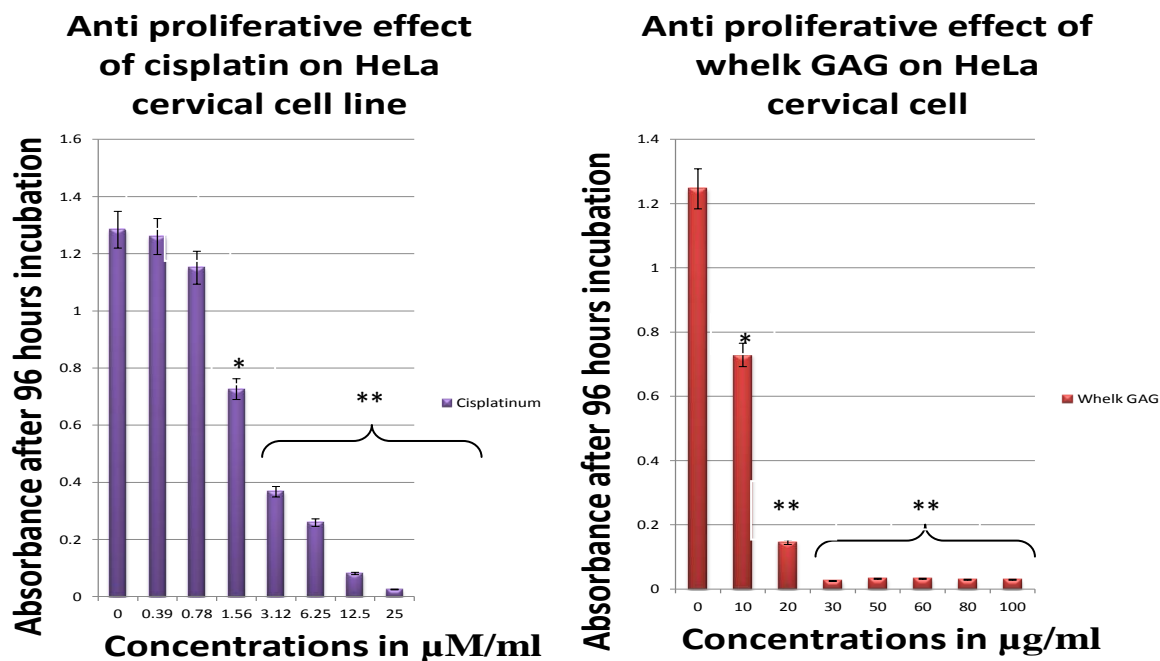 Anti proliferative effect
of cisplatin on HeLa
cervical cell line
Absorbance after 96 hours incubation
1.6
1.4
1.2
1
0.8
0.6
0.4
0.2
0
*
**
Cisplatinum
0 0.39 0.78 1.56 3.12 6.25 12.5 25
Concentrations in µM/ml
Anti proliferative effect of
whelk GAG on HeLa
cervical cell
Absorbance after 96 hours incubation
1.4
1.2
1
0.8
0.6
0.4
0.2
0
*
** **
Whelk GAG
0 10 20 30 50 60 80 100
Concentrations in µg/ml